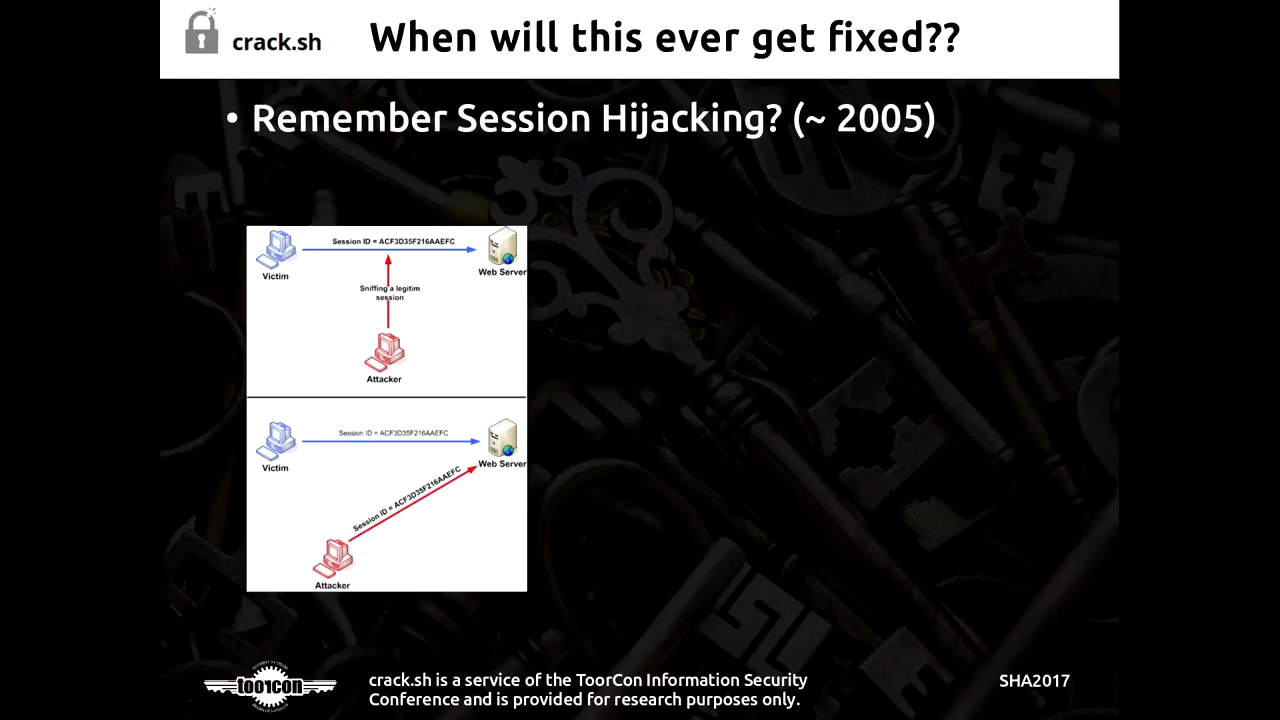 crack.sh
When will this ever get fixed??
• Remember Session Hijacking? (~ 2005)
Session ID = ACF3D35F216AAEFC
Victim
Web Server
Sniffing a legitim
session
Attacker
Session ID = ACF3D35F216AAEFC
Victim
Web Server
Session ID = ACF3D35F216AAEFC
Attacker
toorcon
crack.sh is a service of the ToorCon Information Security
Conference and is provided for research purposes only.
SHA2017